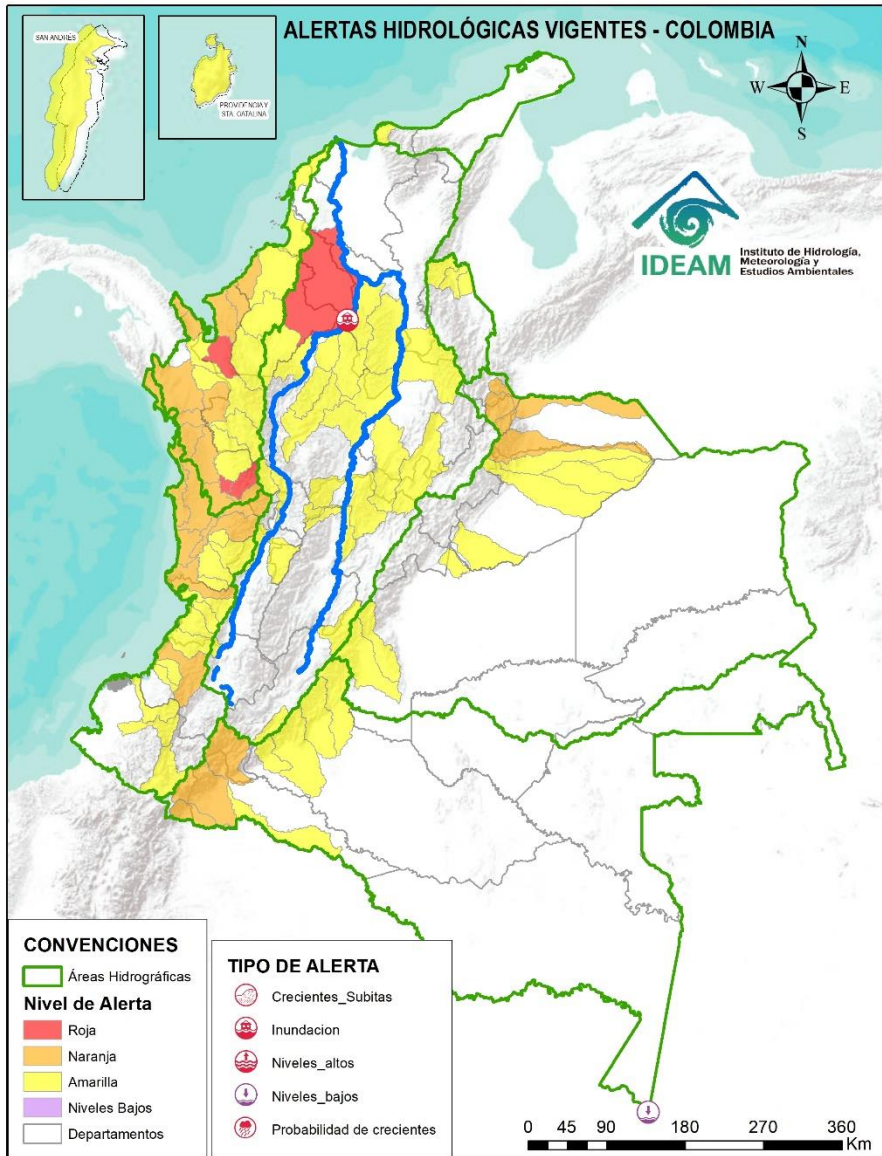 ALERTAS HIDROLÓGICAS VIGENTES - COLOMBIA
SAN ANDRÉS
PROVIDENCIA Y
STA. CATALINA
N
W
E
S
IDEAM
Instituto de Hidrología,
Meteorología y
Estudios Ambientales
CONVENCIONES
Áreas Hidrográficas
Nivel de Alerta
Roja
Naranja
Amarilla
Niveles Bajos
Departamentos
TIPO DE ALERTA
Crecientes_Subitas
Inundacion
Niveles_altos
Niveles_bajos
Probabilidad de crecientes
0 45 90 180 270 360
Km